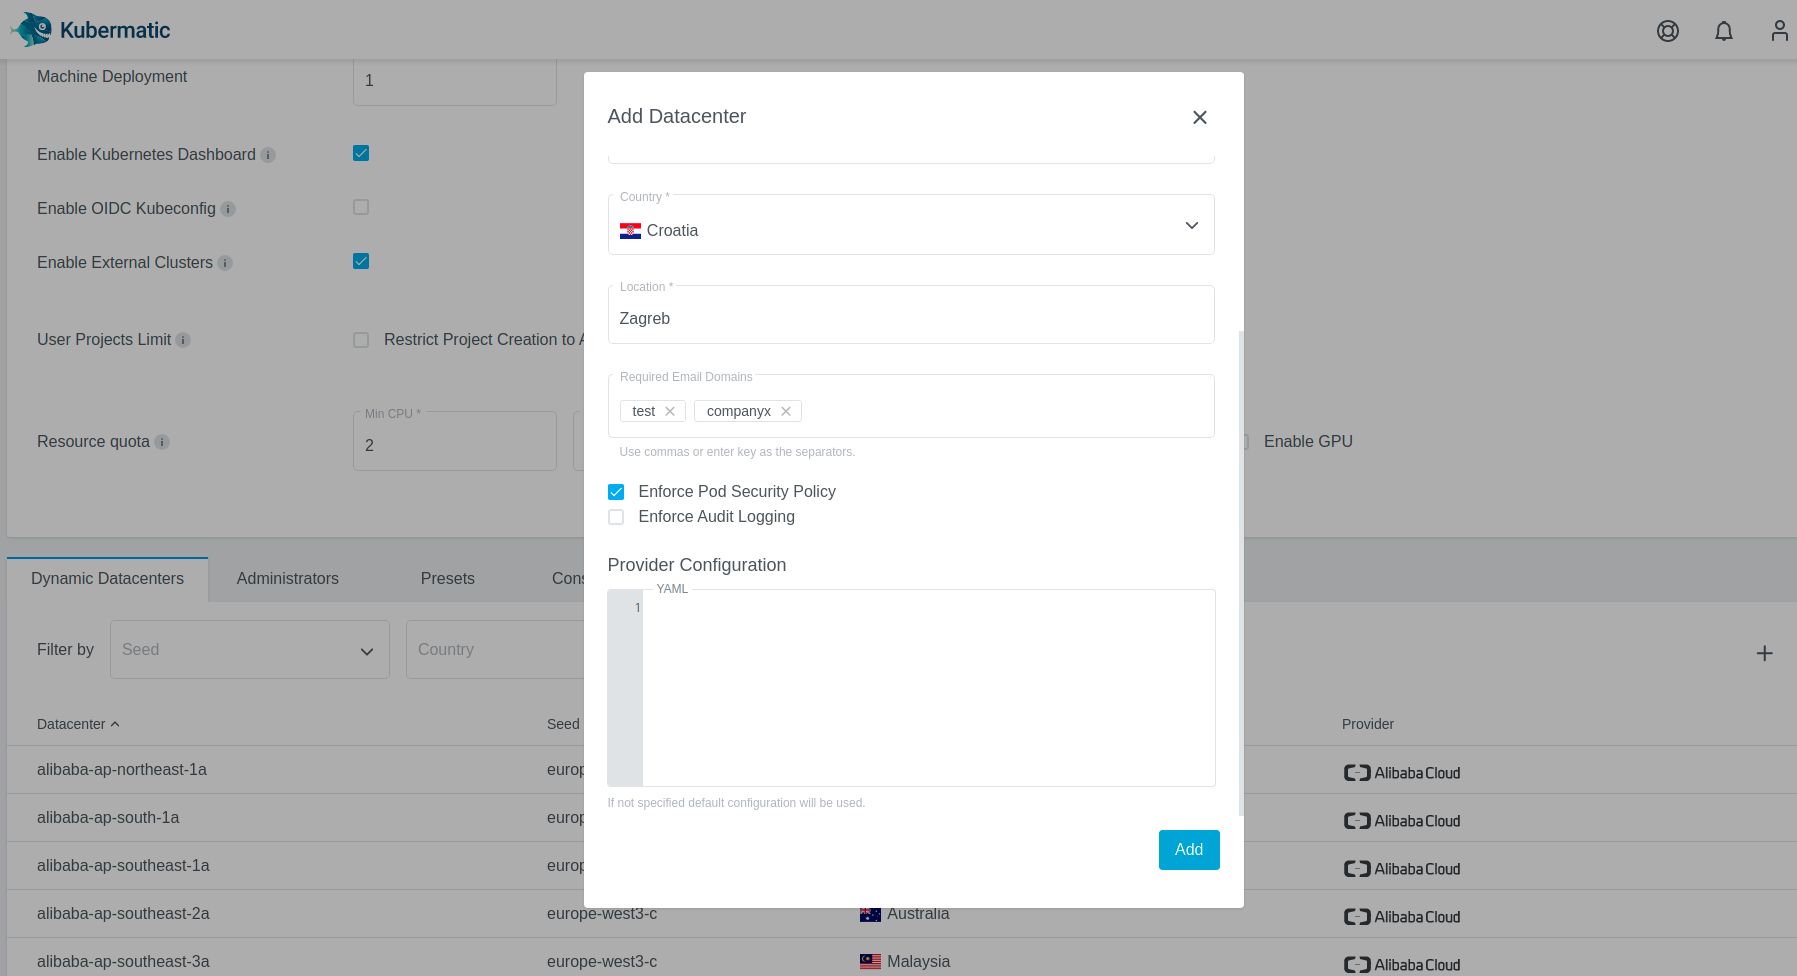 Kubermatic
Machine Deployment
1
Enable Kubernetes Dashboard
Enable OIDC Kubeconfig
Enable External Clusters
User Projects Limit
Restrict Project Creation to
Resource quota
Min CPU *
2
Enable GPU
Add Datacenter
Country *
Croatia
Location *
Zagreb
Required Email Domains
test companyx
Use commas or enter key as the separators.
Enforce Pod Security Policy
Enforce Audit Logging
Provider Configuration
YAML
1
If not specified default configuration will be used.
Add
Dynamic Datacenters Administrators Presets Cons
Filter by Seed Country
Datacenter Seed Provider
alibaba-ap-northeast-1a europ Alibaba Cloud
alibaba-ap-south-1a europ Alibaba Cloud
alibaba-ap-southeast-1a europ Alibaba Cloud
alibaba-ap-southeast-2a europe-west3-c Australia Alibaba Cloud
alibaba-ap-southeast-3a europe-west3-c Malaysia Alibaba Cloud